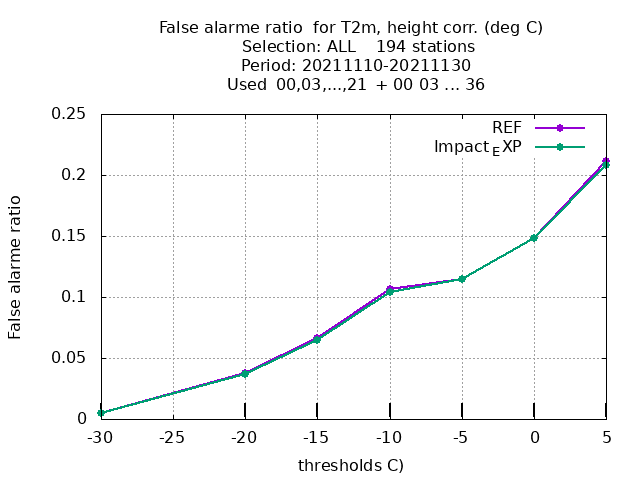 False alarme ratio  for T2m, height corr. (deg C)
Selection: ALL    194 stations
Period: 20211110-20211130
Used  00,03,...,21  + 00 03 ... 36
REF
Impact_EXP
0.25
0.2
0.15
0.1
0.05
0
False alarme ratio
-30 -25 -20 -15 -10 -5 0 5
thresholds C)